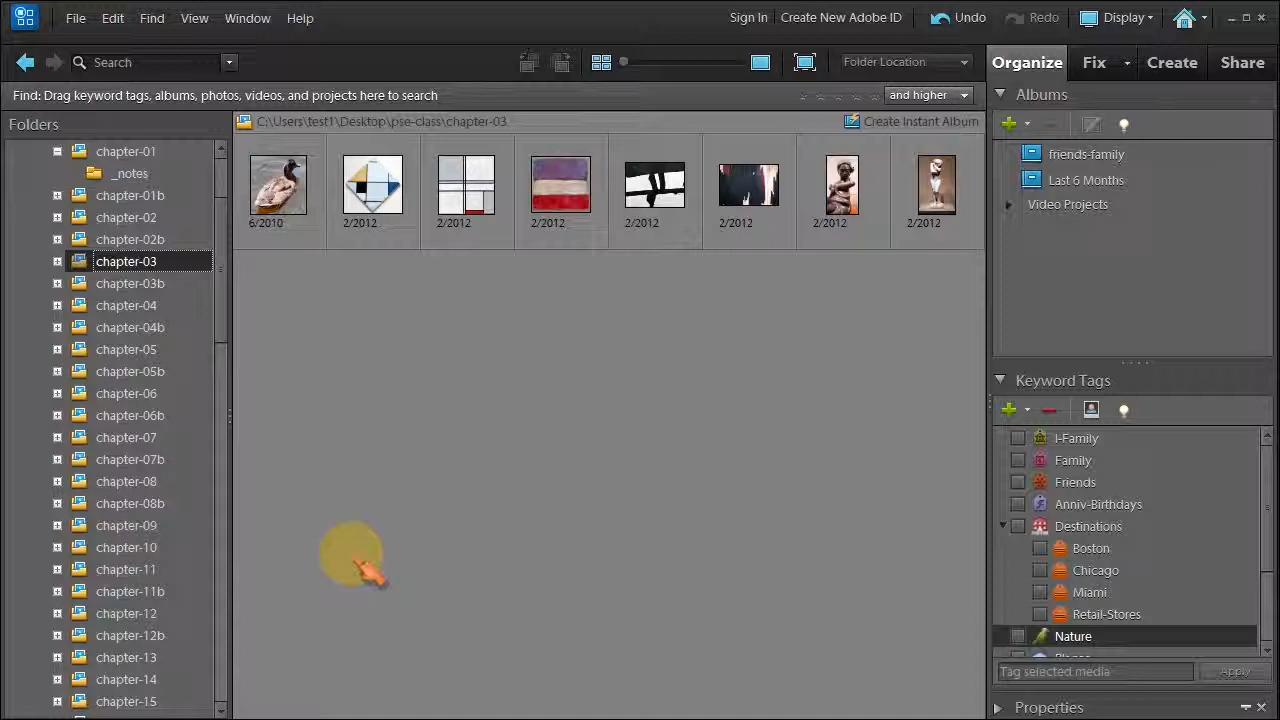 File Edit Find View Window Help
Sign In Create New Adobe ID Undo Redo Display
Search
Folder Location
Organize Fix Create Share
Find: Drag keyword tags, albums, photos, videos, and projects here to search
and higher
Folders
chapter-01
_notes
chapter-01b
chapter-02
chapter-02b
chapter-03
chapter-03b
chapter-04
chapter-04b
chapter-05
chapter-05b
chapter-06
chapter-06b
chapter-07
chapter-07b
chapter-08
chapter-08b
chapter-09
chapter-10
chapter-11
chapter-11b
chapter-12
chapter-12b
chapter-13
chapter-14
chapter-15
C:\Users\test1\Desktop\pse-class\chapter-03
Create Instant Album
6/2010 2/2012 2/2012 2/2012 2/2012 2/2012 2/2012 2/2012
Albums
friends-family
Last 6 Months
Video Projects
Keyword Tags
I-Family
Family
Friends
Anniv-Birthdays
Destinations
Boston
Chicago
Miami
Retail-Stores
Nature
Tag selected media
Apply
Properties